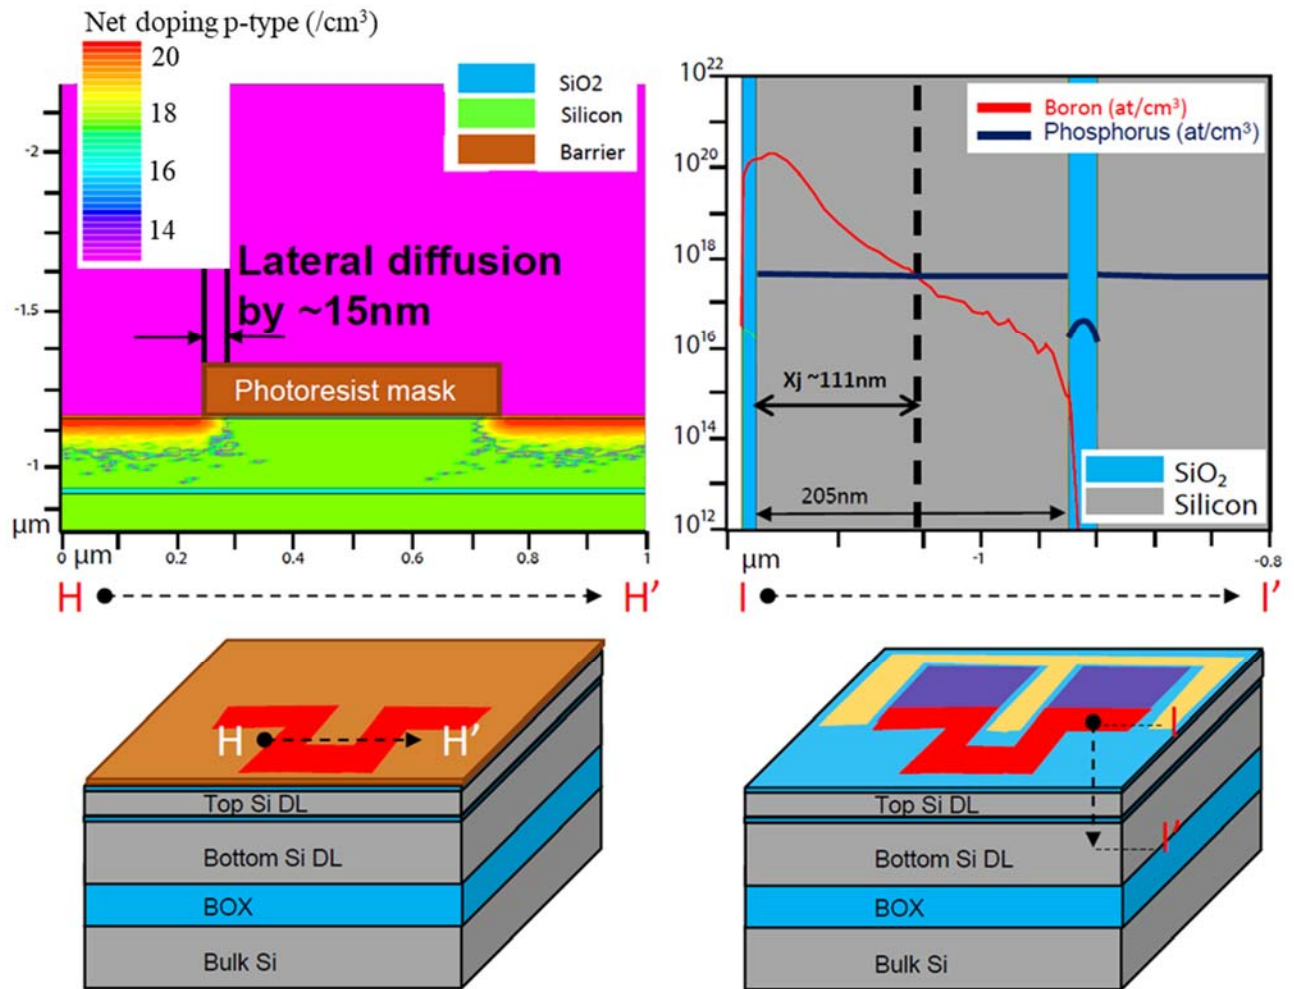 Net doping p-type (/cm³)
20
18
16
14
SiO2
Silicon
Barrier
-2
-1.5
-1
µm
Lateral diffusion
by ~15nm
Photoresist mask
0 µm 0.2 0.4 0.6 0.8 1
H H’
10²²
10²⁰
10¹⁸
10¹⁶
10¹⁴
10¹²
Boron (at/cm³)
Phosphorus (at/cm³)
Xj ~111nm
205nm
SiO₂
Silicon
µm -1 -0.8
I I’
H H’
Top Si DL
Bottom Si DL
BOX
Bulk Si
I
I’
Top Si DL
Bottom Si DL
BOX
Bulk Si